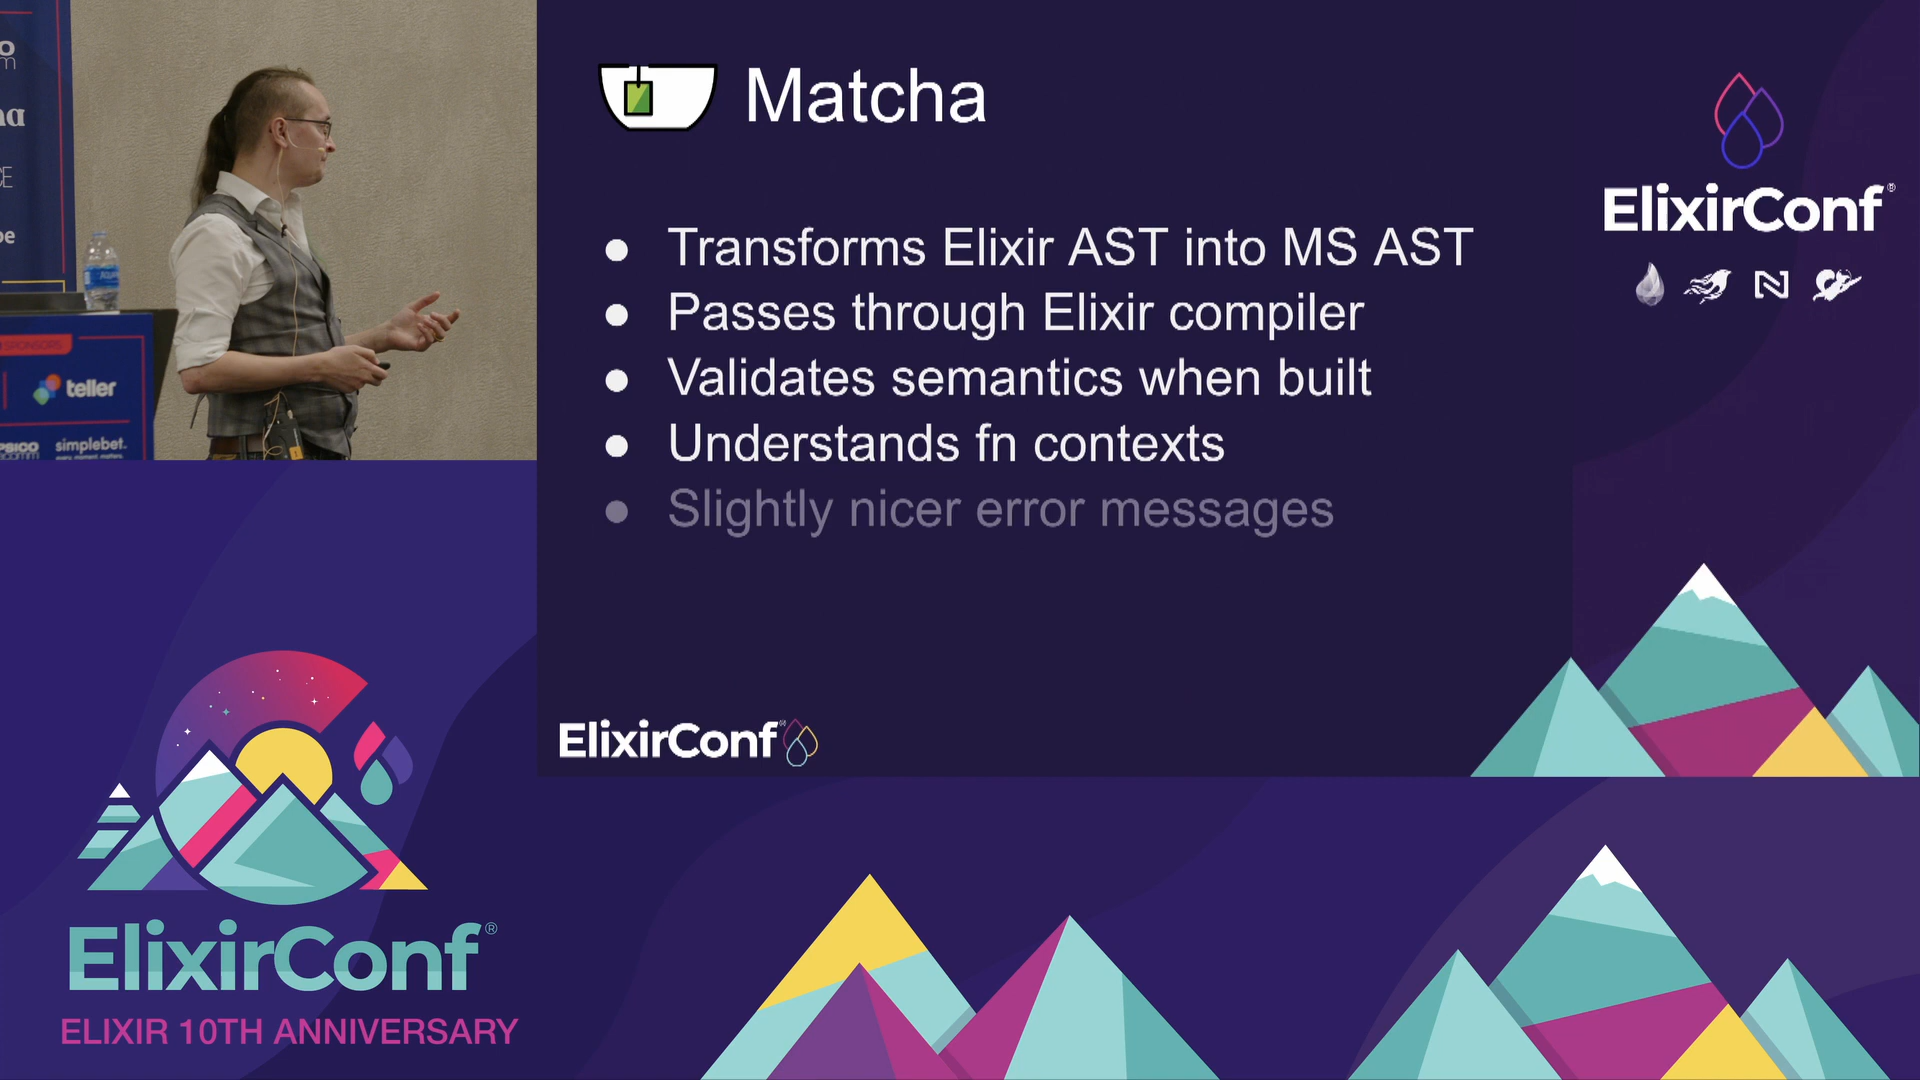 Matcha
Transforms Elixir AST into MS AST
Passes through Elixir compiler
Validates semantics when built
Understands fn contexts
Slightly nicer error messages
ElixirConf®
ElixirConf®
SPONSORS
teller
simplebet.
ElixirConf®
ELIXIR 10TH ANNIVERSARY